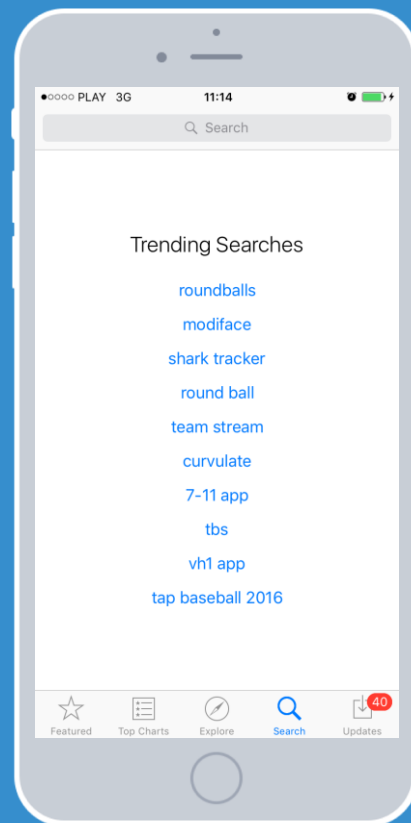 PLAY 3G 11:14
Search
Trending Searches
roundballs
modiface
shark tracker
round ball
team stream
curvulate
7-11 app
tbs
vh1 app
tap baseball 2016
40
Featured Top Charts Explore Search Updates